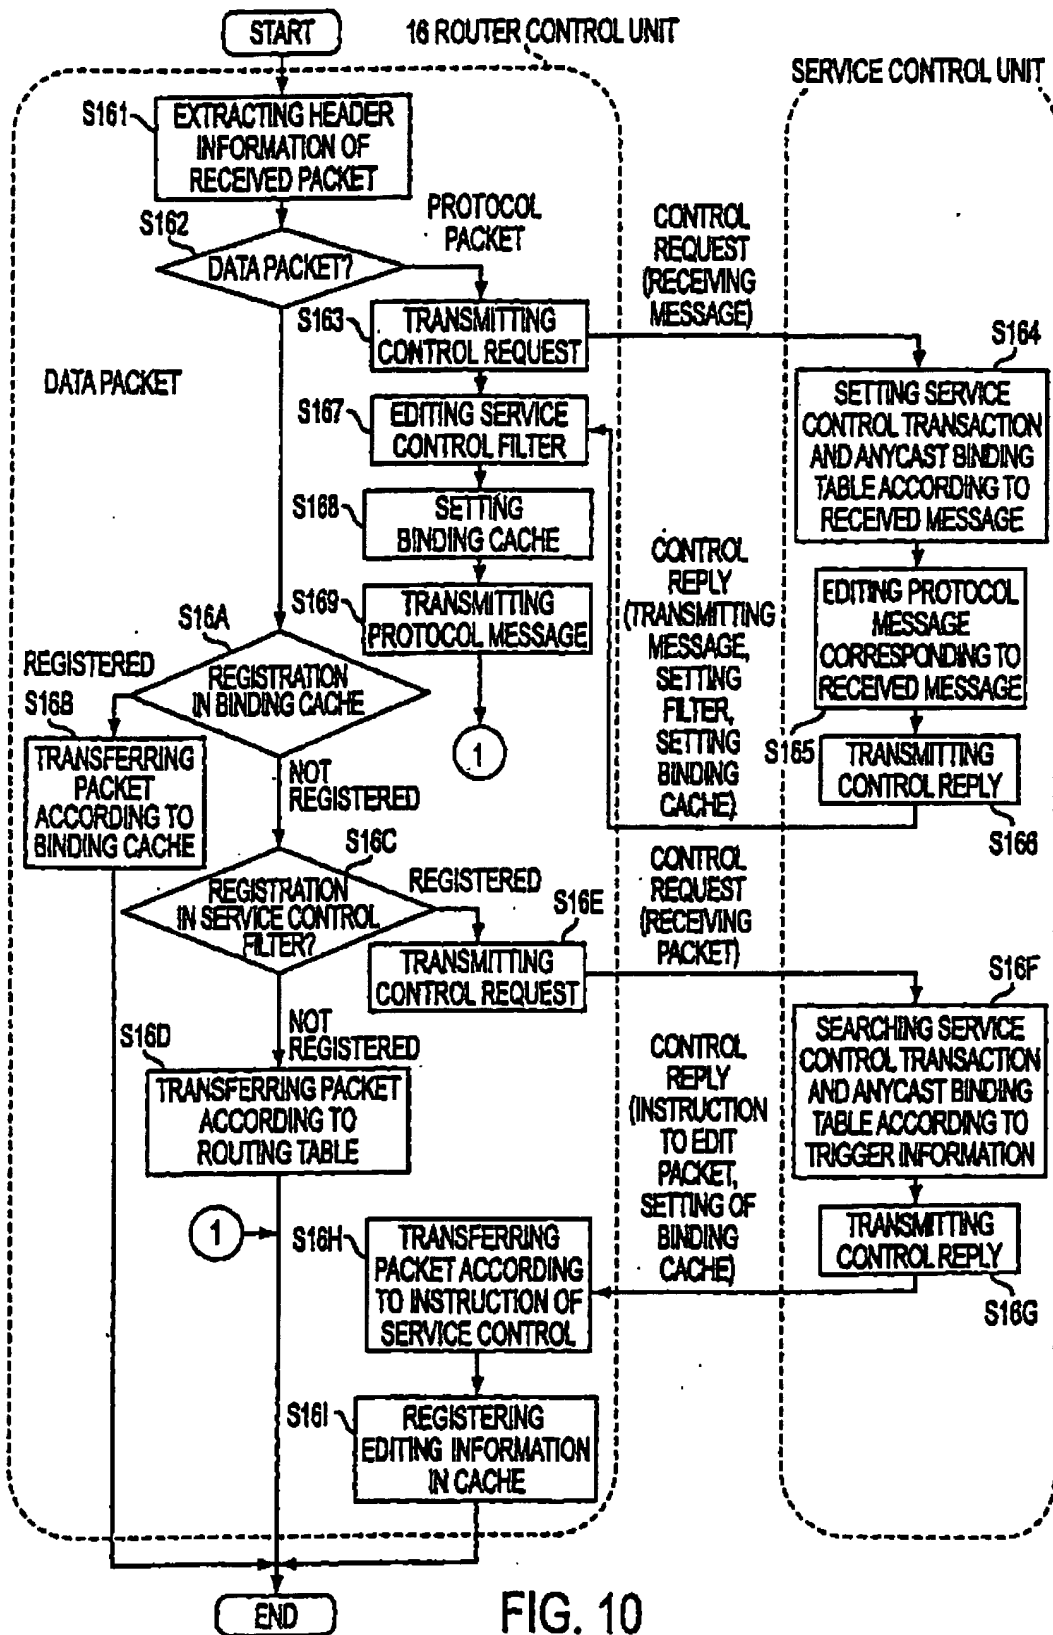 START
16 ROUTER CONTROL UNIT
SERVICE CONTROL UNIT
S161
EXTRACTING HEADER
INFORMATION OF
RECEIVED PACKET
S162
DATA PACKET?
PROTOCOL
PACKET
CONTROL
REQUEST
(RECEIVING
MESSAGE)
S163
TRANSMITTING
CONTROL REQUEST
S164
SETTING SERVICE
CONTROL TRANSACTION
AND ANYCAST BINDING
TABLE ACCORDING TO
RECEIVED MESSAGE
DATA PACKET
S167
EDITING SERVICE
CONTROL FILTER
S168
SETTING
BINDING CACHE
S169
TRANSMITTING
PROTOCOL MESSAGE
1
CONTROL
REPLY
(TRANSMITTING
MESSAGE,
SETTING
FILTER,
SETTING
BINDING
CACHE)
EDITING PROTOCOL
MESSAGE
CORRESPONDING TO
RECEIVED MESSAGE
S165
TRANSMITTING
CONTROL REPLY
S166
S16A
REGISTRATION
IN BINDING CACHE
REGISTERED
S16B
TRANSFERRING
PACKET
ACCORDING TO
BINDING CACHE
NOT
REGISTERED
S16C
REGISTRATION
IN SERVICE CONTROL
FILTER?
REGISTERED
S16E
TRANSMITTING
CONTROL REQUEST
CONTROL
REQUEST
(RECEIVING
PACKET)
S16F
SEARCHING SERVICE
CONTROL TRANSACTION
AND ANYCAST BINDING
TABLE ACCORDING TO
TRIGGER INFORMATION
S16D
NOT
REGISTERED
TRANSFERRING PACKET
ACCORDING TO
ROUTING TABLE
CONTROL
REPLY
(INSTRUCTION
TO EDIT
PACKET,
SETTING OF
BINDING
CACHE)
TRANSMITTING
CONTROL REPLY
S16G
1
S16H
TRANSFERRING
PACKET ACCORDING
TO INSTRUCTION OF
SERVICE CONTROL
S16I
REGISTERING
EDITING INFORMATION
IN CACHE
END
FIG. 10